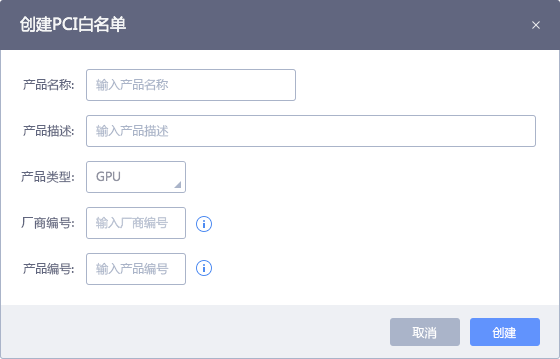 创建PCI白名单
产品名称: 输入产品名称
产品描述: 输入产品描述
产品类型: GPU
厂商编号: 输入厂商编号
产品编号: 输入产品编号
取消 创建